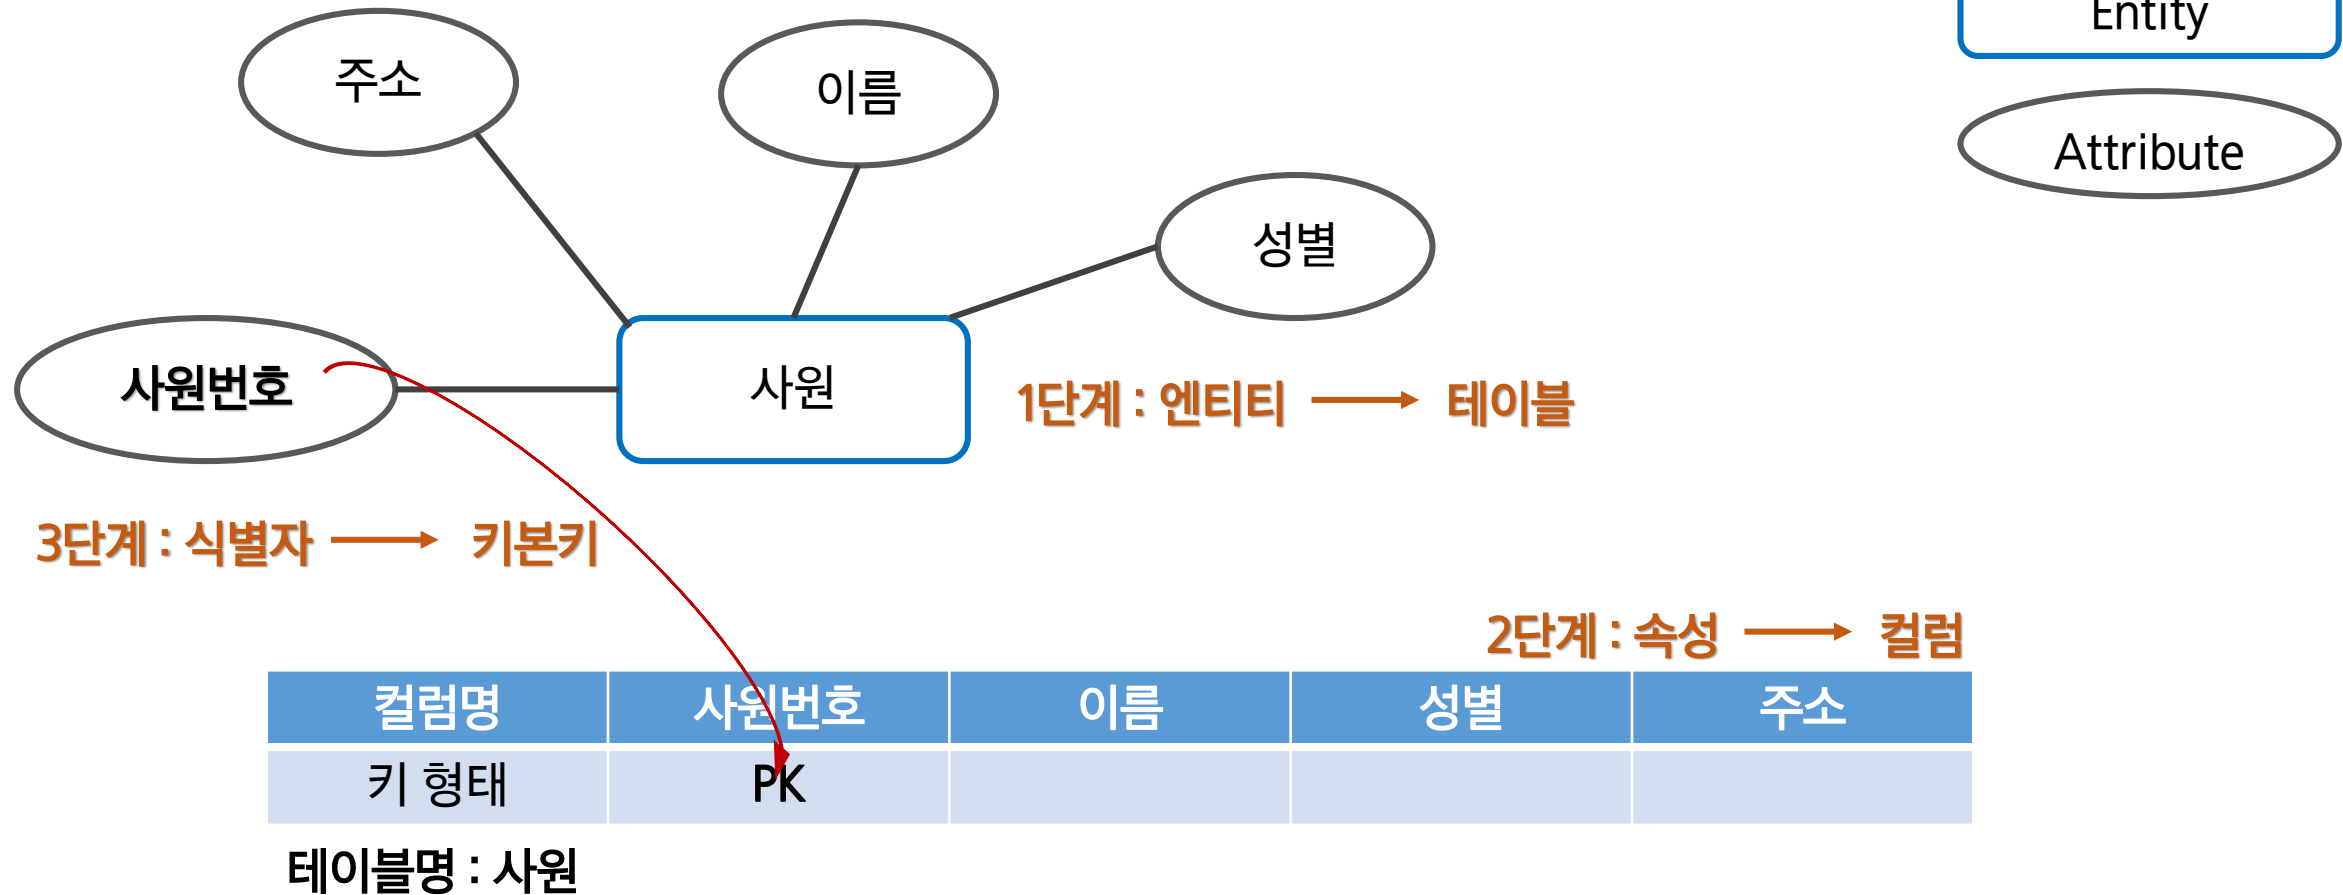 Entity
주소
이름
Attribute
성별
사원번호
사원
1단계 : 엔티티 테이블
3단계 : 식별자 키본키
2단계 : 속성 컬럼
컬럼명 사원번호 이름 성별 주소
키 형태 PK
테이블명 : 사원